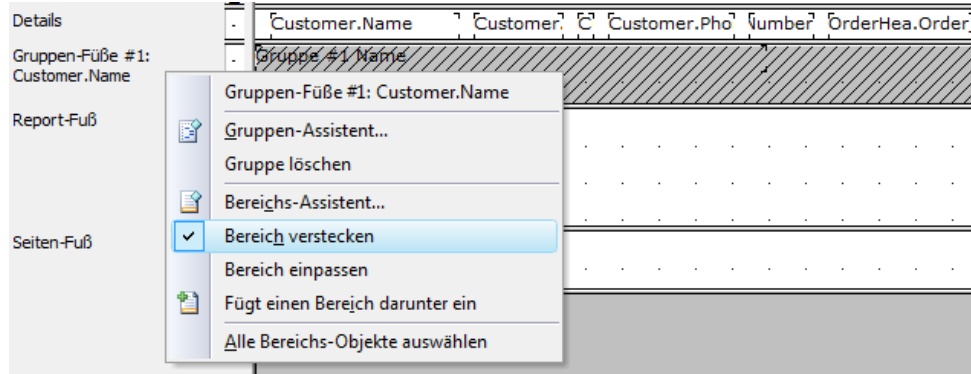 Details
Customer.Name Customer. C Customer.Pho Number OrderHea.Order
Gruppen-Füße #1:
Customer.Name
Gruppe #1 Name
Gruppen-Füße #1: Customer.Name
Report-Fuß
Gruppen-Assistent...
Gruppe löschen
Bereichs-Assistent...
Bereich verstecken
Seiten-Fuß
Bereich einpassen
Fügt einen Bereich darunter ein
Alle Bereichs-Objekte auswählen